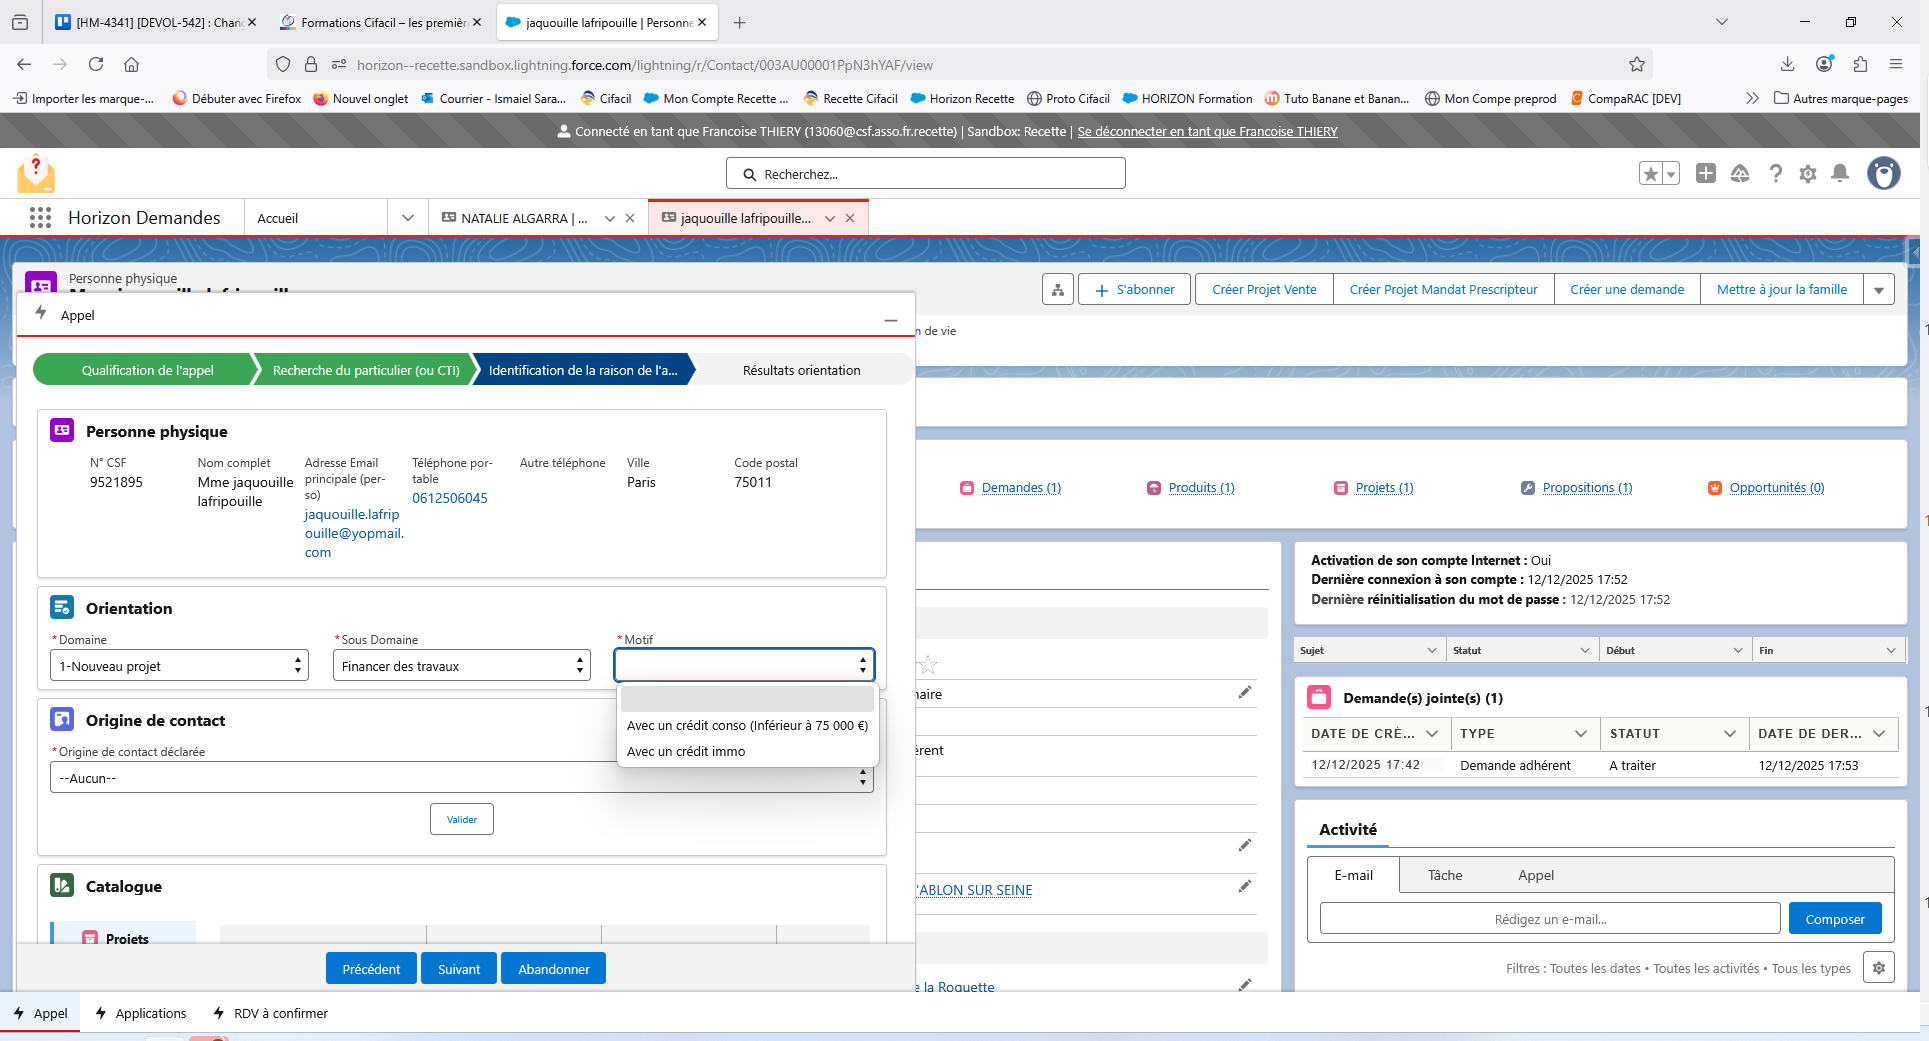 [HM-4341] [DEVOL-542] : Chan
Formations Cifacil – les premièr
jaquouille lafripouille | Personne
horizon--recette.sandbox.lightning.force.com/lightning/r/Contact/003AU00001PpN3hYAF/view
Importer les marque-...
Débuter avec Firefox
Nouvel onglet
Courrier - Ismaiel Sara...
Cifacil
Mon Compte Recette ...
Recette Cifacil
Horizon Recette
Proto Cifacil
HORIZON Formation
Tuto Banane et Banan...
Mon Compe preprod
CompaRAC [DEV]
Autres marque-pages
Connecté en tant que Francoise THIERY (13060@csf.asso.fr.recette) | Sandbox: Recette | Se déconnecter en tant que Francoise THIERY
Recherchez...
Horizon Demandes
Accueil
NATALIE ALGARRA | ...
jaquouille lafripouille...
Personne physique
S'abonner
Créer Projet Vente
Créer Projet Mandat Prescripteur
Créer une demande
Mettre à jour la famille
n de vie
Appel
Qualification de l'appel
Recherche du particulier (ou CTI)
Identification de la raison de l'a...
Résultats orientation
Personne physique
N° CSF
9521895
Nom complet
Mme jaquouille
lafripouille
Adresse Email
principale (per-
so)
jaquouille.lafrip
ouille@yopmail.
com
Téléphone por-
table
0612506045
Autre téléphone
Ville
Paris
Code postal
75011
Demandes (1)
Produits (1)
Projets (1)
Propositions (1)
Opportunités (0)
Orientation
*Domaine
1-Nouveau projet
*Sous Domaine
Financer des travaux
*Motif
Avec un crédit conso (Inférieur à 75 000 €)
Avec un crédit immo
Origine de contact
*Origine de contact déclarée
--Aucun--
Valider
Catalogue
Projets
Précédent
Suivant
Abandonner
naire
érent
'ABLON SUR SEINE
e la Roquette
Activation de son compte Internet : Oui
Dernière connexion à son compte : 12/12/2025 17:52
Dernière réinitialisation du mot de passe : 12/12/2025 17:52
Sujet
Statut
Début
Fin
Demande(s) jointe(s) (1)
DATE DE CRÉ...
TYPE
STATUT
DATE DE DER...
12/12/2025 17:42
Demande adhérent
A traiter
12/12/2025 17:53
Activité
E-mail
Tâche
Appel
Rédigez un e-mail...
Composer
Filtres : Toutes les dates • Toutes les activités • Tous les types
Appel
Applications
RDV à confirmer